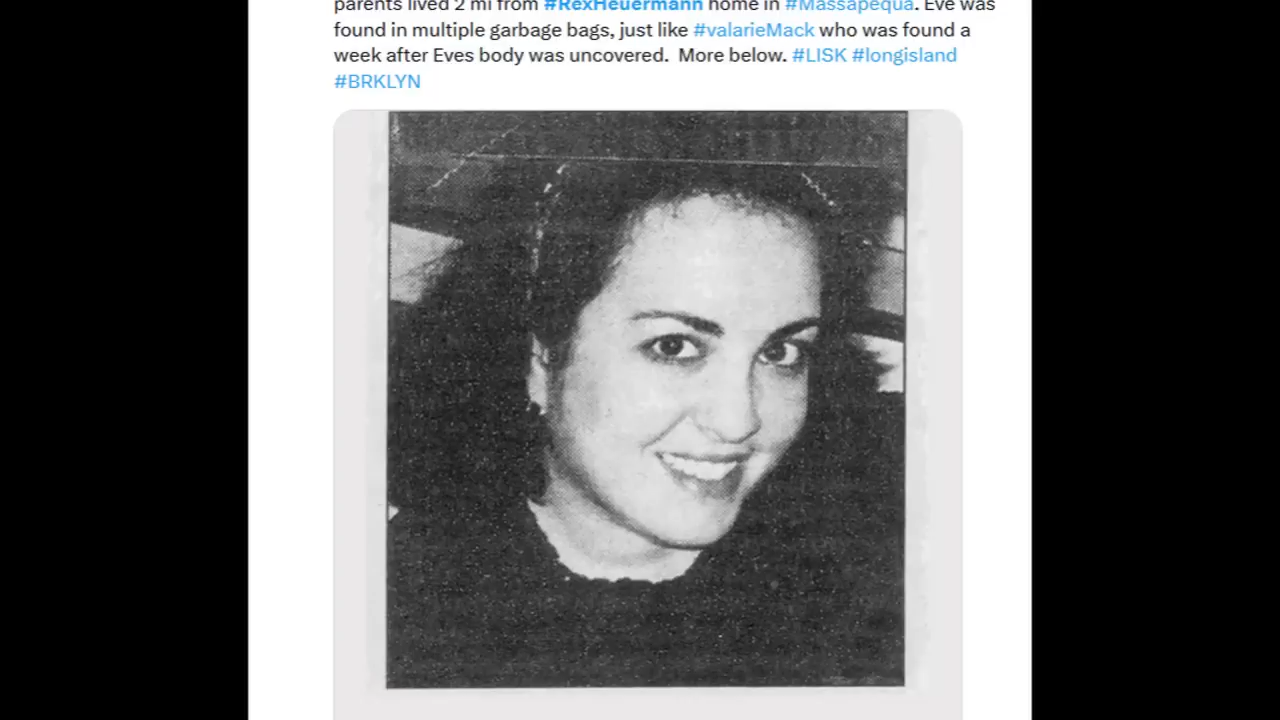 parents lived 2 mi from #RexHeuermann home in #Massapequa. Eve was
found in multiple garbage bags, just like #valarieMack who was found a
week after Eves body was uncovered.  More below. #LISK #longisland
#BRKLYN